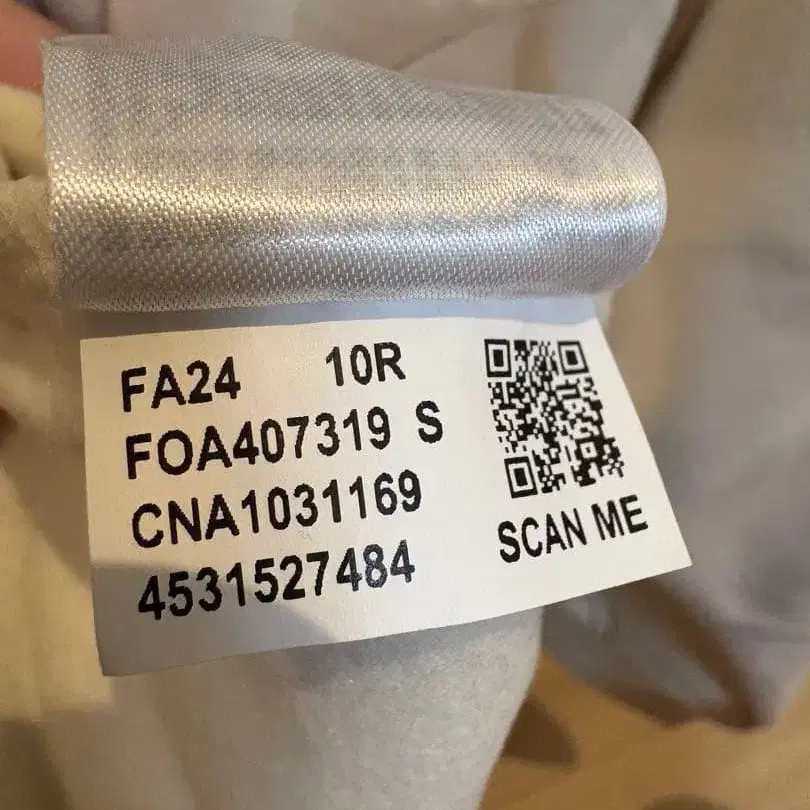 FA24 10R
FOA407319 S
CNA1031169
4531527484
SCAN ME